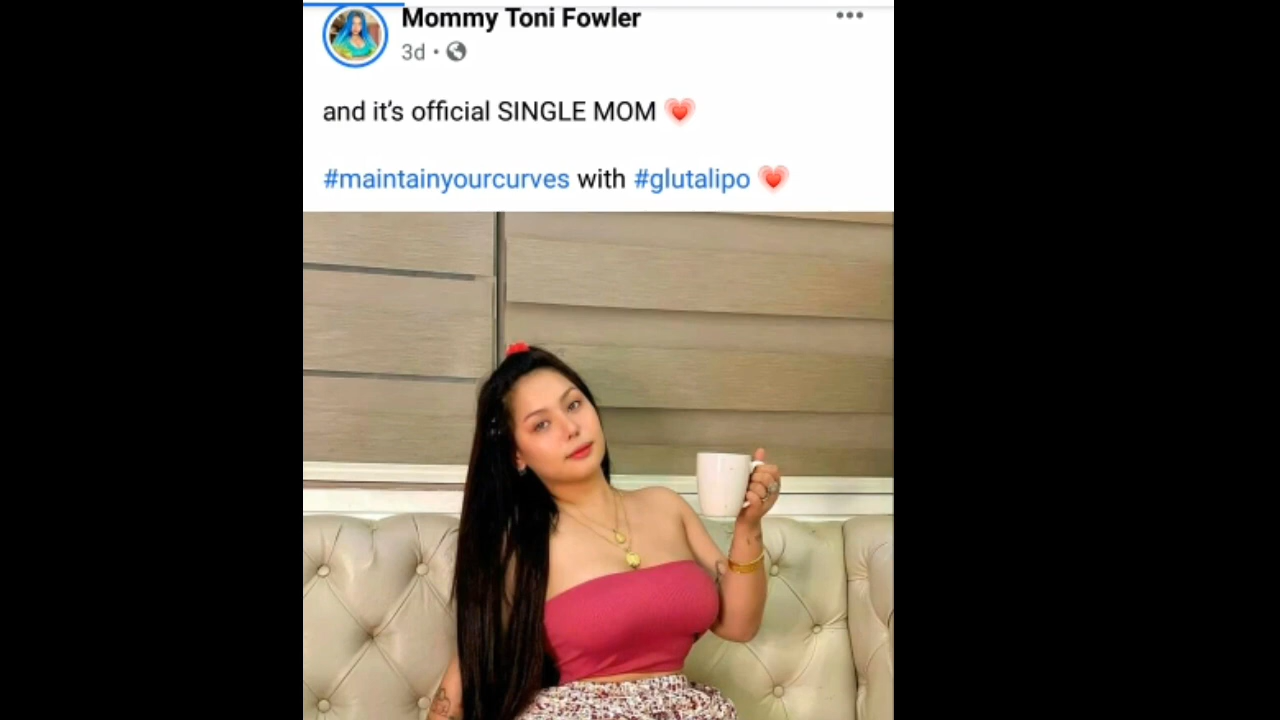 Mommy Toni Fowler
3d •
and it's official SINGLE MOM 💗
#maintainyourcurves with #glutalipo 💗